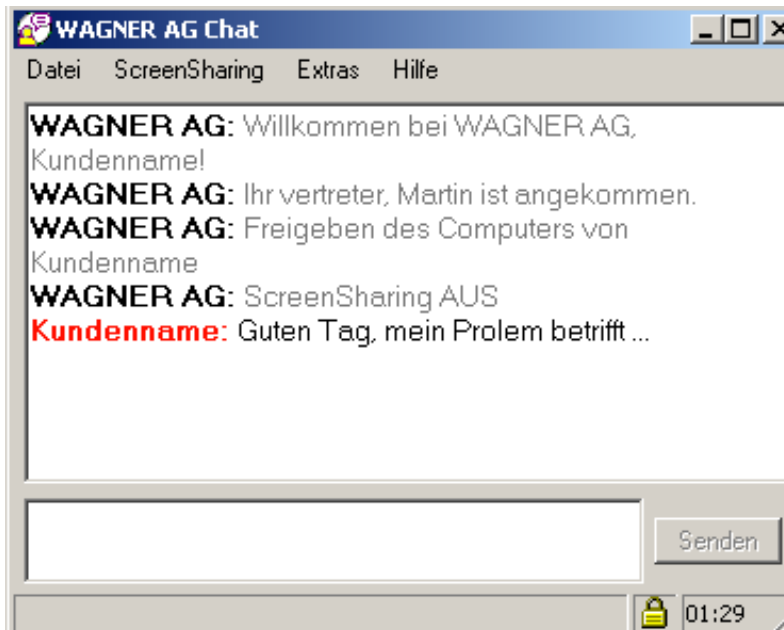 WAGNER AG Chat
Datei ScreenSharing Extras Hilfe
WAGNER AG: Willkommen bei WAGNER AG,
Kundenname!
WAGNER AG: Ihr vertreter, Martin ist angekommen.
WAGNER AG: Freigeben des Computers von
Kundenname
WAGNER AG: ScreenSharing AUS
Kundenname: Guten Tag, mein Prolem betrifft ...
Senden
01:29